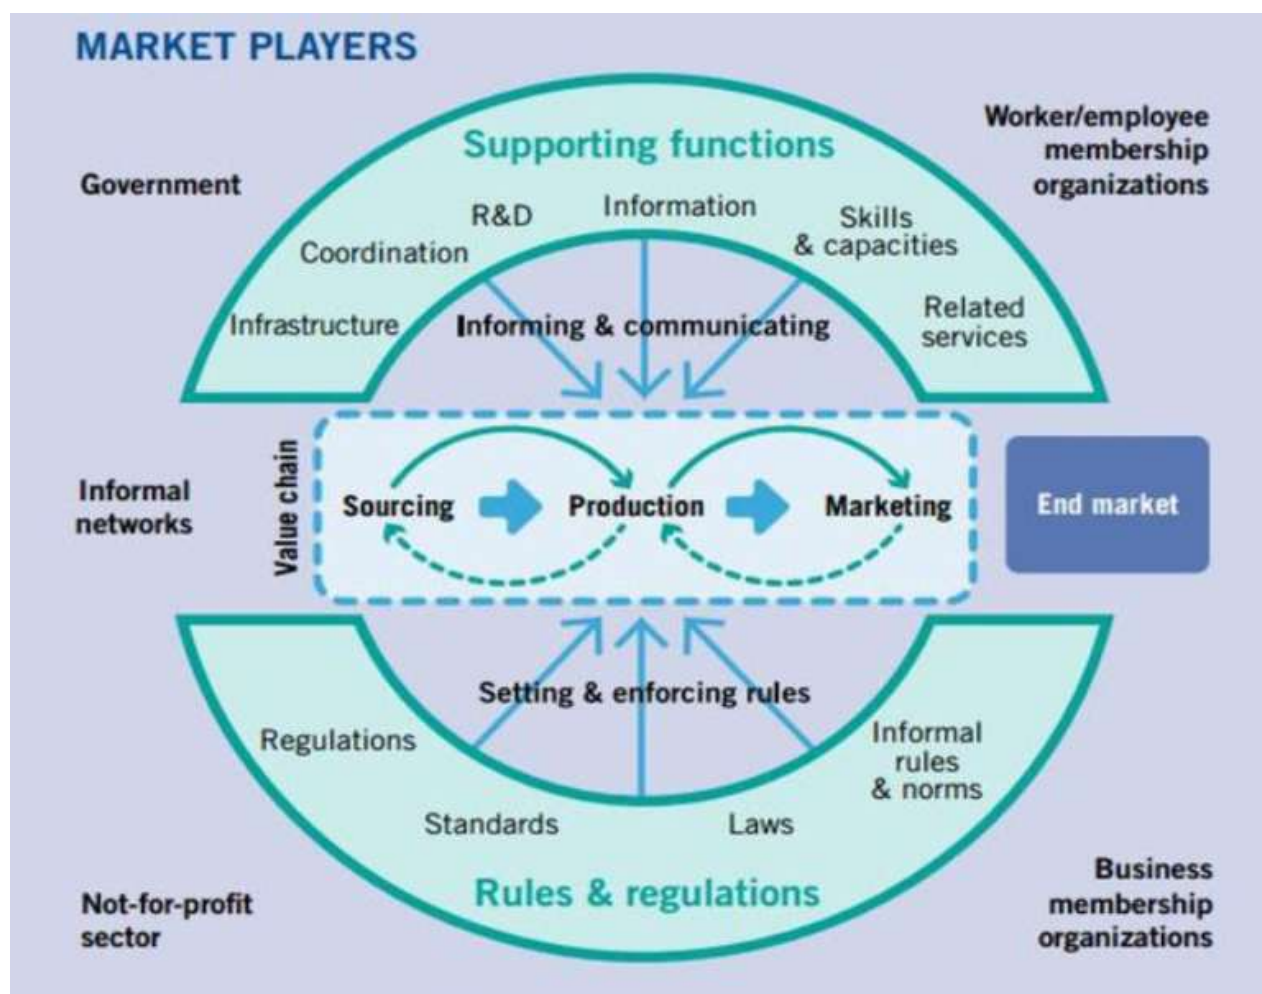 MARKET PLAYERS
Government
Worker/employee
membership
organizations
Supporting functions
Infrastructure
Coordination
R&D
Information
Skills
& capacities
Related
services
Informing & communicating
Informal
networks
Value chain
Sourcing
Production
Marketing
End market
Setting & enforcing rules
Regulations
Standards
Laws
Informal
rules
& norms
Rules & regulations
Not-for-profit
sector
Business
membership
organizations